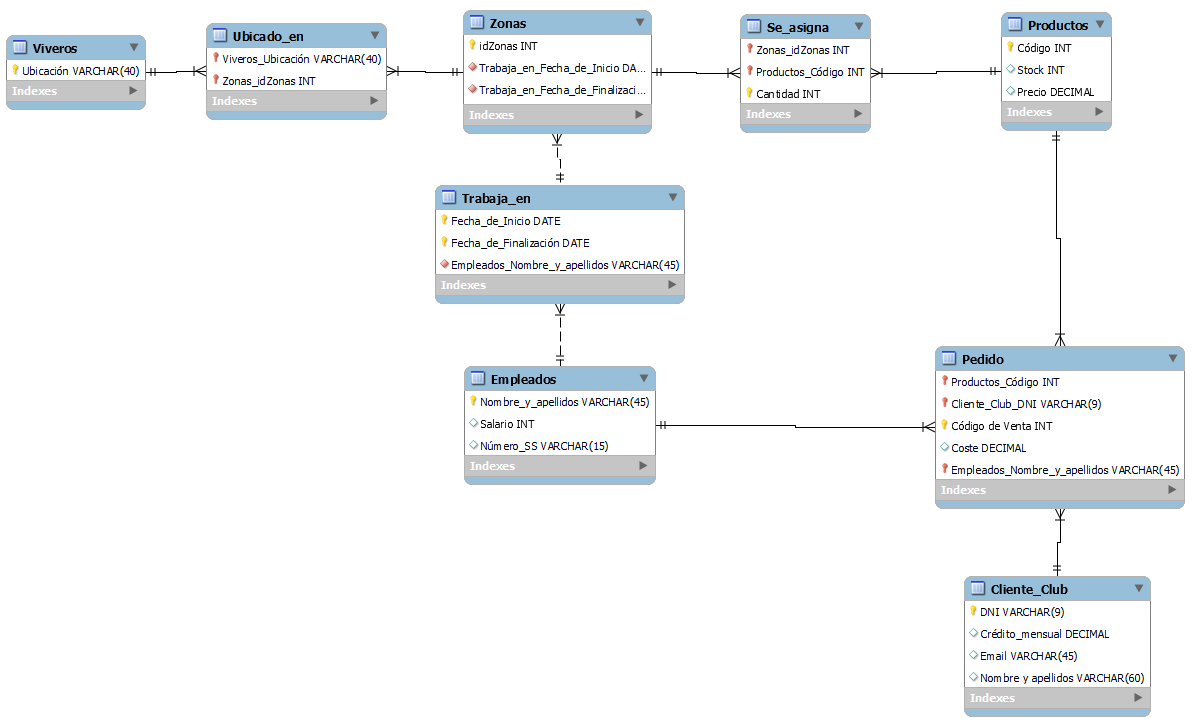 Viveros
Ubicación VARCHAR(40)
Indexes
Ubicado_en
Viveros_Ubicación VARCHAR(40)
Zonas_idZonas INT
Indexes
Zonas
idZonas INT
Trabaja_en_Fecha_de_Inicio DA...
Trabaja_en_Fecha_de_Finalizaci...
Indexes
Se_asigna
Zonas_idZonas INT
Productos_Código INT
Cantidad INT
Indexes
Productos
Código INT
Stock INT
Precio DECIMAL
Indexes
Trabaja_en
Fecha_de_Inicio DATE
Fecha_de_Finalización DATE
Empleados_Nombre_y_apellidos VARCHAR(45)
Indexes
Empleados
Nombre_y_apellidos VARCHAR(45)
Salario INT
Número_SS VARCHAR(15)
Indexes
Pedido
Productos_Código INT
Cliente_Club_DNI VARCHAR(9)
Código de Venta INT
Coste DECIMAL
Empleados_Nombre_y_apellidos VARCHAR(45)
Indexes
Cliente_Club
DNI VARCHAR(9)
Crédito_mensual DECIMAL
Email VARCHAR(45)
Nombre y apellidos VARCHAR(60)
Indexes